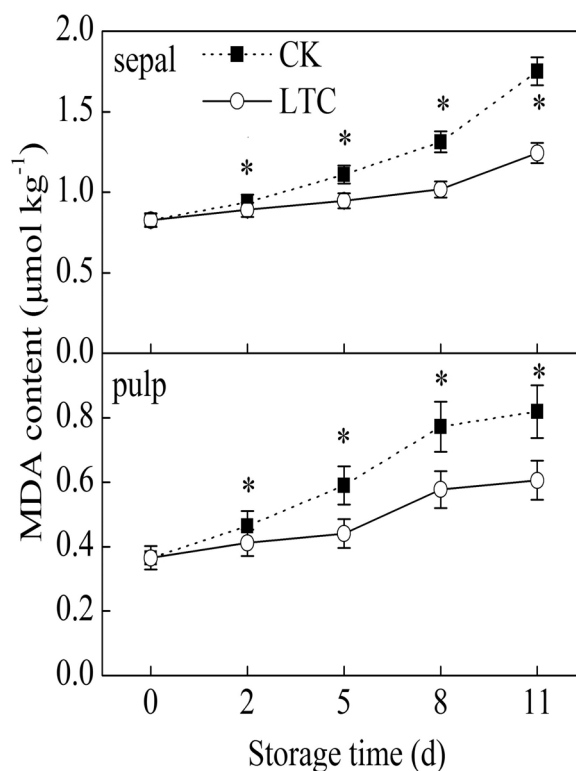 2.0
sepal
CK
LTC
1.5
1.0
0.5
0.0
* * * *
pulp
0.8
0.6
0.4
0.2
0.0
* * * *
MDA content (μmol kg⁻¹)
0 2 5 8 11
Storage time (d)